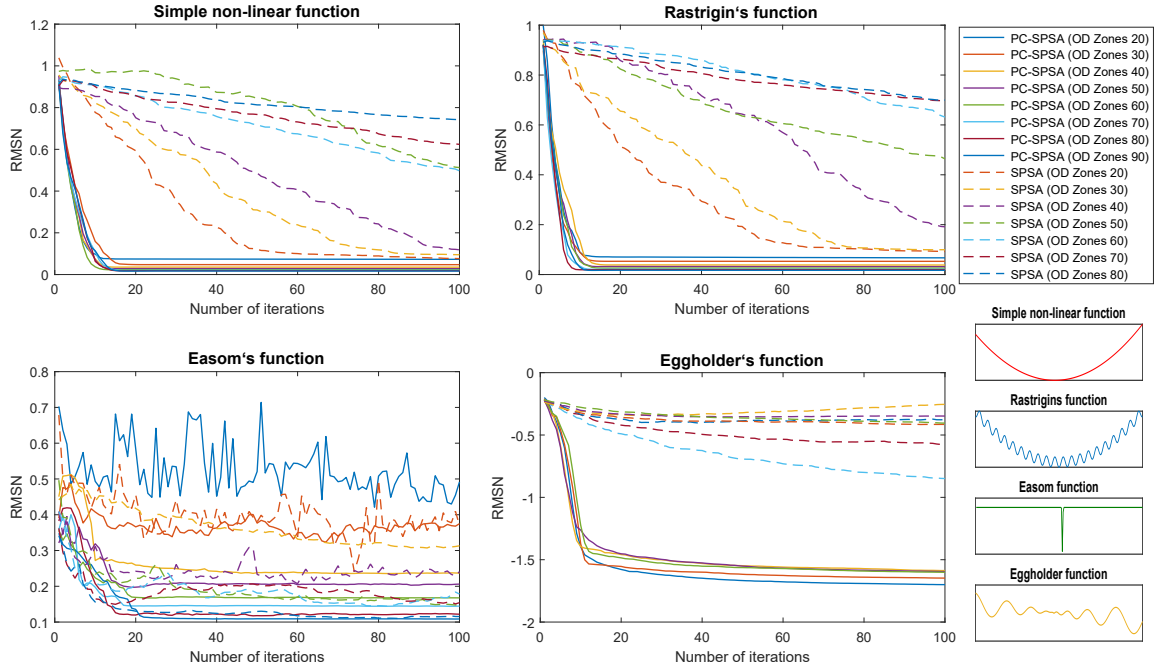 Simple non-linear function
RMSN
1.2
1
0.8
0.6
0.4
0.2
0
0 20 40 60 80 100
Number of iterations
Rastrigin‘s function
RMSN
1
0.8
0.6
0.4
0.2
0
0 20 40 60 80 100
Number of iterations
PC-SPSA (OD Zones 20)
PC-SPSA (OD Zones 30)
PC-SPSA (OD Zones 40)
PC-SPSA (OD Zones 50)
PC-SPSA (OD Zones 60)
PC-SPSA (OD Zones 70)
PC-SPSA (OD Zones 80)
PC-SPSA (OD Zones 90)
SPSA (OD Zones 20)
SPSA (OD Zones 30)
SPSA (OD Zones 40)
SPSA (OD Zones 50)
SPSA (OD Zones 60)
SPSA (OD Zones 70)
SPSA (OD Zones 80)
Easom‘s function
RMSN
0.8
0.7
0.6
0.5
0.4
0.3
0.2
0.1
0 20 40 60 80 100
Number of iterations
Eggholder‘s function
RMSN
0
-0.5
-1
-1.5
-2
0 20 40 60 80 100
Number of iterations
Simple non-linear function
Rastrigins function
Easom function
Eggholder function